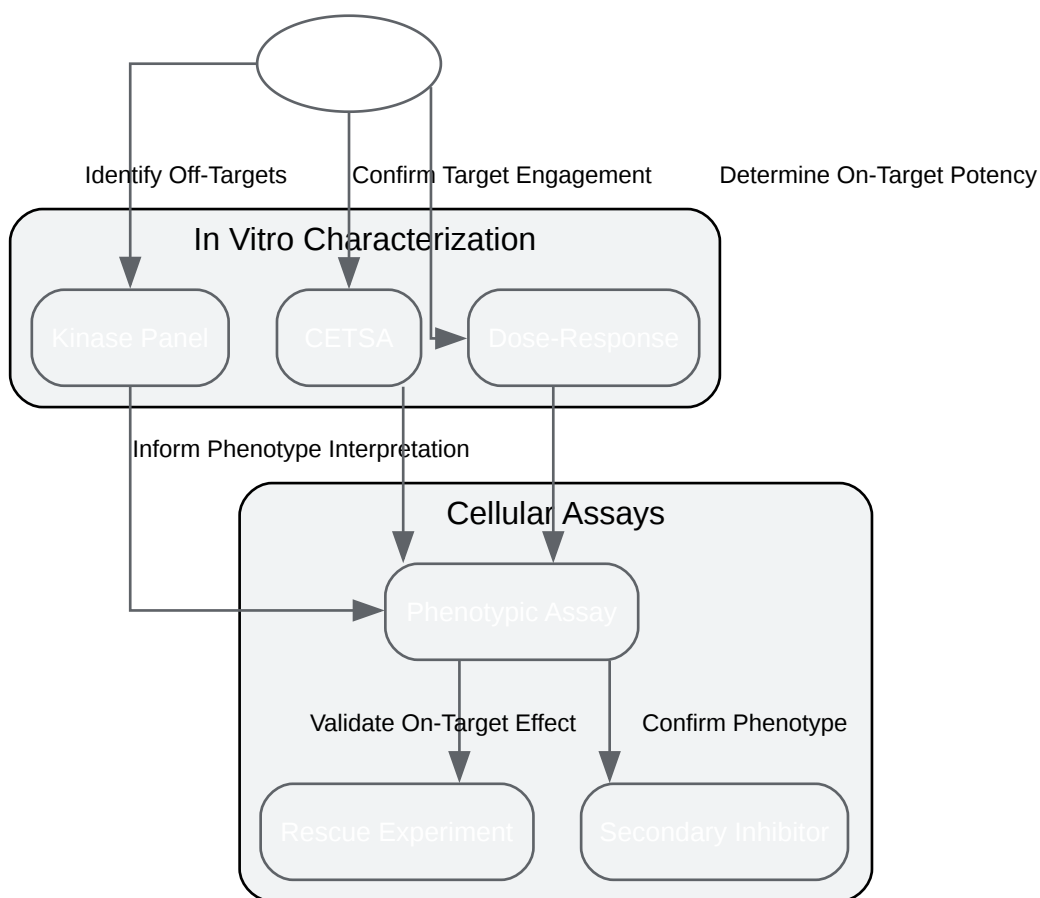 Identify Off-Targets
Confirm Target Engagement
Determine On-Target Potency
In Vitro Characterization
Kinase Panel
CETSA
Dose-Response
Inform Phenotype Interpretation
Cellular Assays
Phenotypic Assay
Validate On-Target Effect
Confirm Phenotype
Rescue Experiment
Secondary Inhibitor